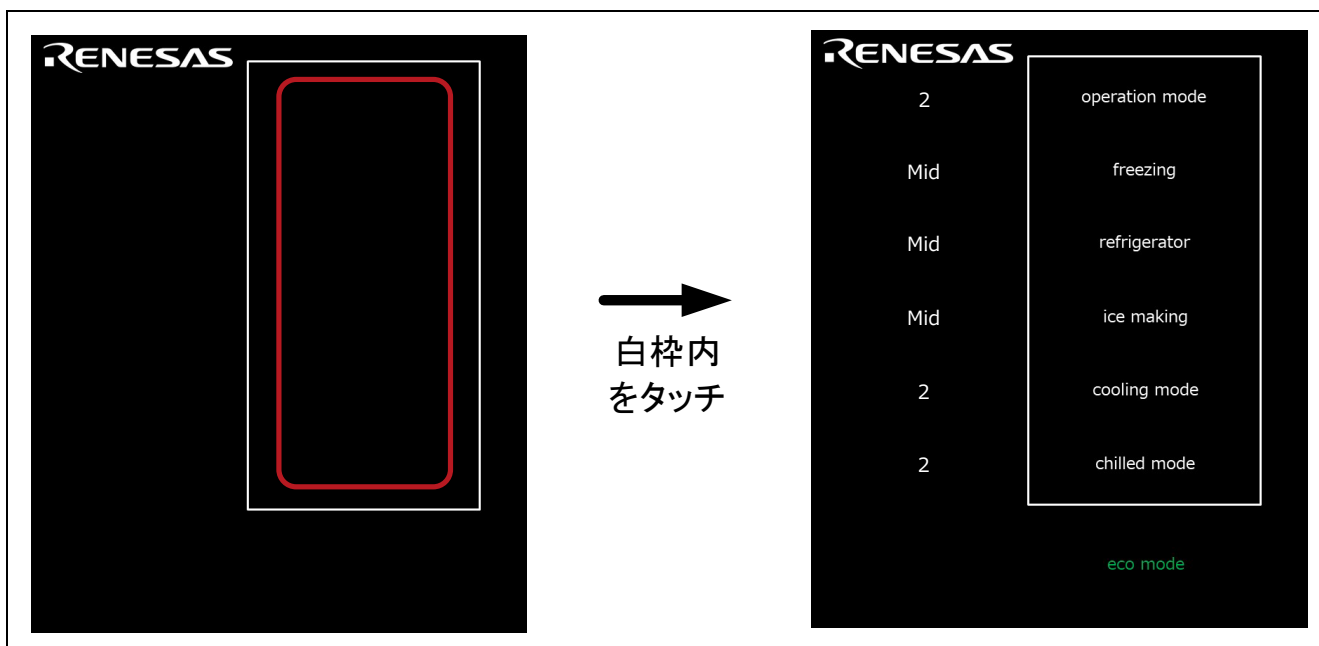 RENESAS
白枠内
をタッチ
RENESAS
2 operation mode
Mid freezing
Mid refrigerator
Mid ice making
2 cooling mode
2 chilled mode
eco mode